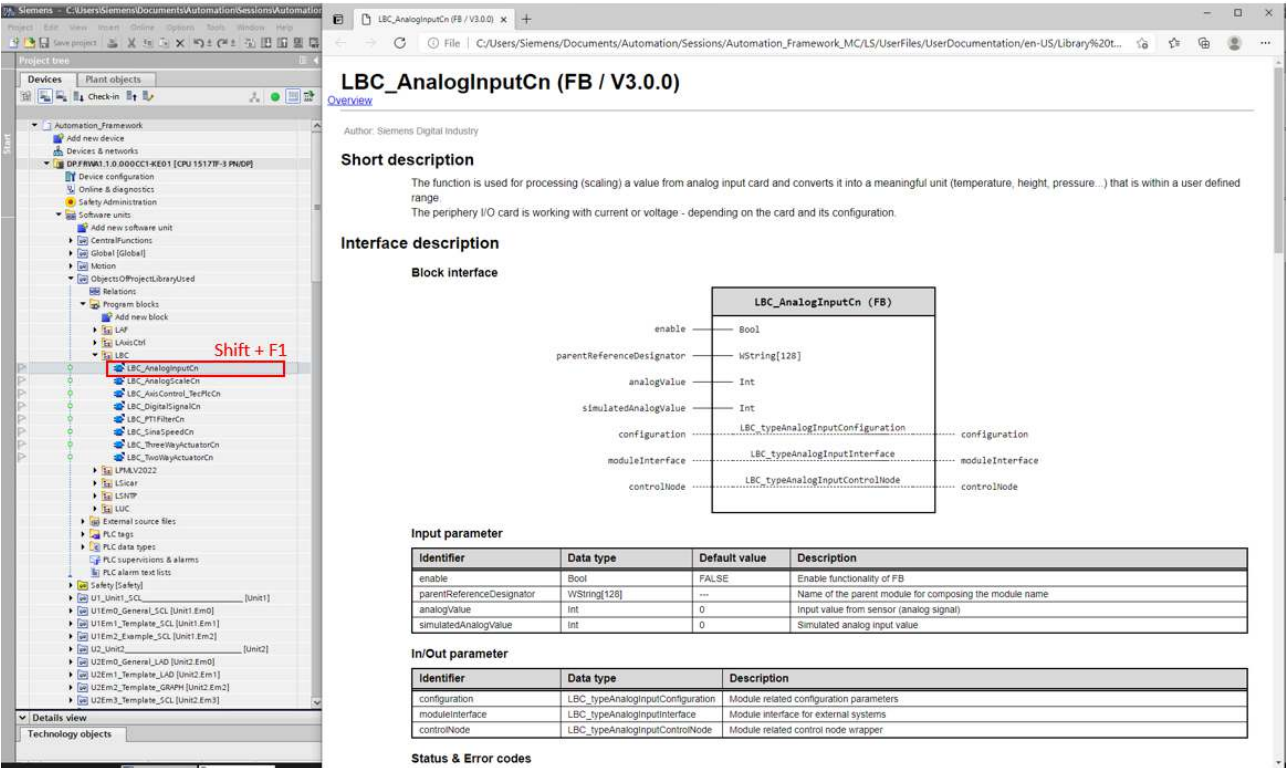 Siemens - C:\Users\Siemens\Documents\Automation\Sessions\Automation
Project Edit View Insert Online Options Tools Window Help
Save project
Project tree
Devices Plant objects
Check-in
Start
Automation_Framework
Add new device
Devices & networks
DP.FRWA1.1.0.000CC1-KE01 [CPU 1517TF-3 PN/DP]
Device configuration
Online & diagnostics
Safety Administration
Software units
Add new software unit
CentralFunctions
Global [Global]
Motion
ObjectsOfProjectLibraryUsed
Relations
Program blocks
Add new block
LAF
LAxisCtrl
LBC
Shift + F1
LBC_AnalogInputCn
LBC_AnalogScaleCn
LBC_AxisControl_TecPlcCn
LBC_DigitalSignalCn
LBC_PT1FilterCn
LBC_SinaSpeedCn
LBC_ThreeWayActuatorCn
LBC_TwoWayActuatorCn
LPMLV2022
LSicar
LSNTP
LUC
External source files
PLC tags
PLC data types
PLC supervisions & alarms
PLC alarm text lists
Safety [Safety]
U1_Unit1_SCL [Unit1]
U1Em0_General_SCL [Unit1.Em0]
U1Em1_Template_SCL [Unit1.Em1]
U1Em2_Example_SCL [Unit1.Em2]
U2_Unit2 [Unit2]
U2Em0_General_LAD [Unit2.Em0]
U2Em1_Template_LAD [Unit2.Em1]
U2Em2_Template_GRAPH [Unit2.Em2]
U2Em3_Template_SCL [Unit2.Em3]
Details view
Technology objects
LBC_AnalogInputCn (FB / V3.0.0)
File | C:/Users/Siemens/Documents/Automation/Sessions/Automation_Framework_MC/LS/UserFiles/UserDocumentation/en-US/Library%20t...
LBC_AnalogInputCn (FB / V3.0.0)
Overview
Author: Siemens Digital Industry
Short description
The function is used for processing (scaling) a value from analog input card and converts it into a meaningful unit (temperature, height, pressure...) that is within a user defined
range.
The periphery I/O card is working with current or voltage - depending on the card and its configuration.
Interface description
Block interface
LBC_AnalogInputCn (FB)
enable Bool
parentReferenceDesignator WString[128]
analogValue Int
simulatedAnalogValue Int
configuration LBC_typeAnalogInputConfiguration configuration
moduleInterface LBC_typeAnalogInputInterface moduleInterface
controlNode LBC_typeAnalogInputControlNode controlNode
Input parameter
Identifier Data type Default value Description
enable Bool FALSE Enable functionality of FB
parentReferenceDesignator WString[128] --- Name of the parent module for composing the module name
analogValue Int 0 Input value from sensor (analog signal)
simulatedAnalogValue Int 0 Simulated analog input value
In/Out parameter
Identifier Data type Description
configuration LBC_typeAnalogInputConfiguration Module related configuration parameters
moduleInterface LBC_typeAnalogInputInterface Module interface for external systems
controlNode LBC_typeAnalogInputControlNode Module related control node wrapper
Status & Error codes